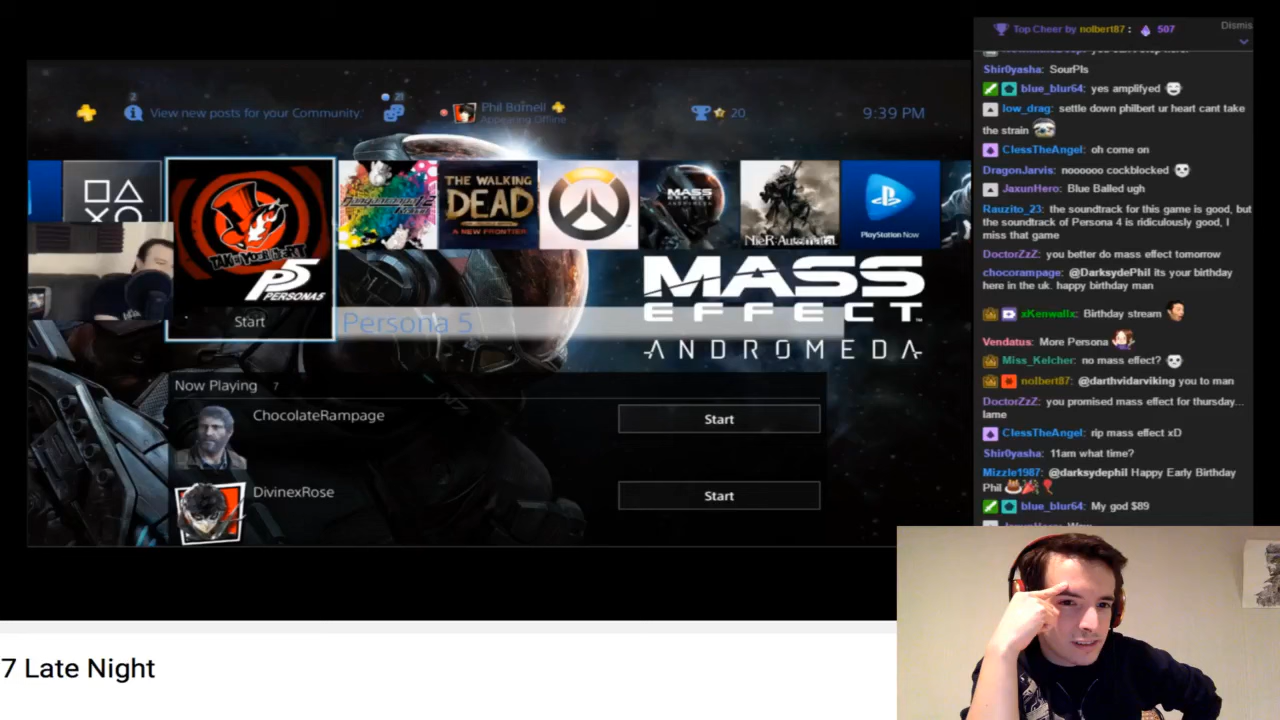 Top Cheer by nolbert87 : 507
Dismis
Shir0yasha: SourPls
blue_blur64: yes amplifyed
low_drag: settle down philbert ur heart cant take
the strain
ClessTheAngel: oh come on
DragonJarvis: noooooo cockblocked
JaxunHero: Blue Balled ugh
Rauzito_23: the soundtrack for this game is good, but
the soundtrack of Persona 4 is ridiculously good, I
miss that game
DoctorZzZ: you better do mass effect tomorrow
chocorampage: @DarksydePhil its your birthday
here in the uk. happy birthday man
xKenwallx: Birthday stream
Vendatus: More Persona
Miss_Kelcher: no mass effect?
nolbert87: @darthvidarviking you to man
DoctorZzZ: you promised mass effect for thursday...
lame
ClessTheAngel: rip mass effect xD
Shir0yasha: 11am what time?
Mizzle1987: @darksydephil Happy Early Birthday
Phil
blue_blur64: My god $89
2
View new posts for your Community:
21
Phil Burnell
Appearing Offline
20
9:39 PM
TAKE YOUR HEART
P5
PERSONA5
Start
THE WALKING
DEAD
A NEW FRONTIER
MASS
EFFECT
ANDROMEDA
NieR:Automata
PlayStation Now
Persona 5
MASS
EFFECT
ANDROMEDA
Now Playing 7
ChocolateRampage
Start
DivinexRose
Start
N7
7 Late Night